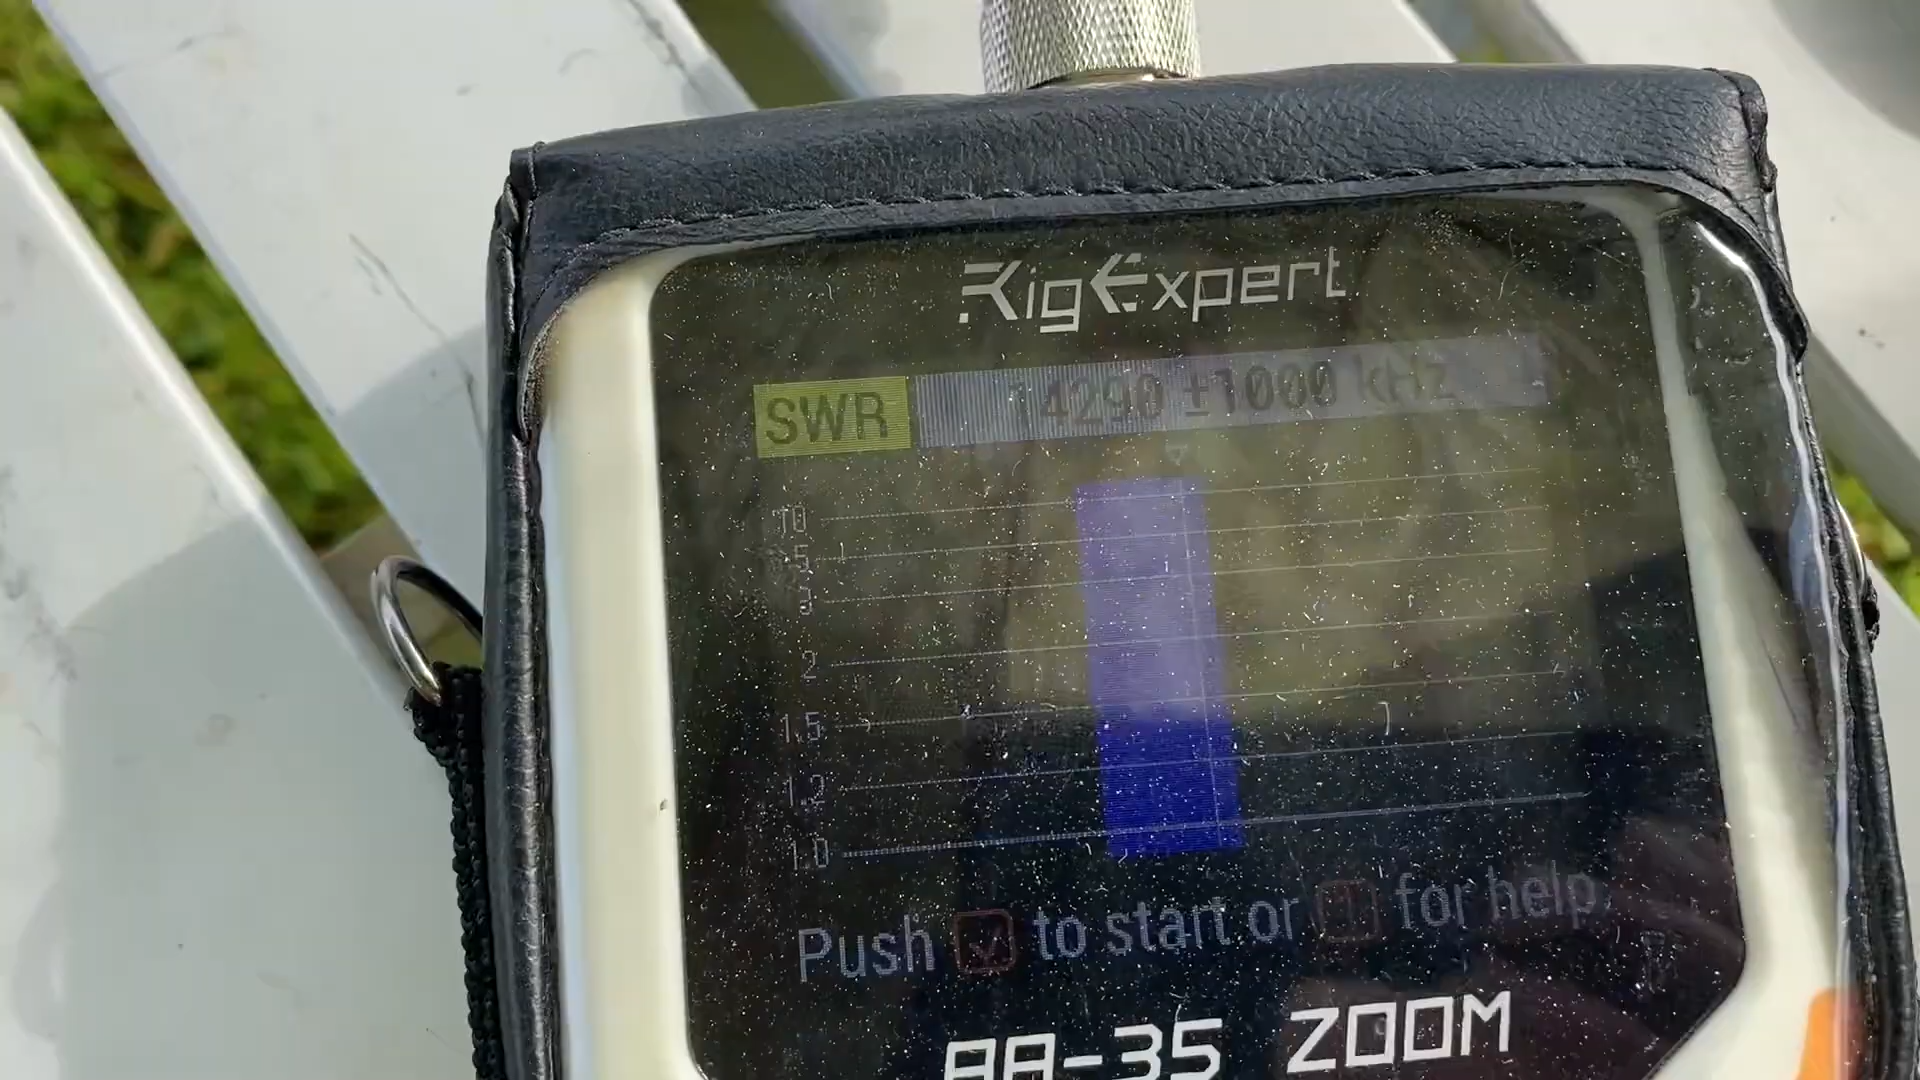 RigExpert
SWR 14290 ±1000 kHz
10
5
3
2
1.5
1.2
1.0
Push to start or for help.
AA-35 ZOOM